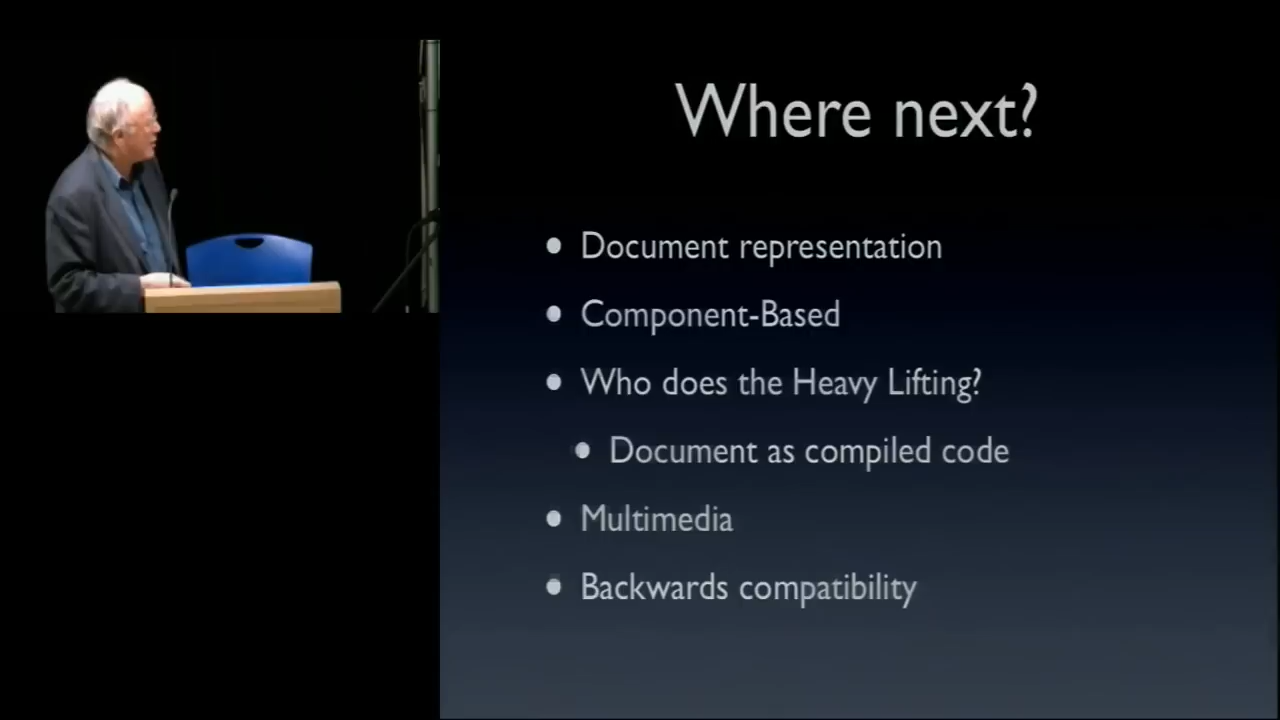 Where next?
• Document representation
• Component-Based
• Who does the Heavy Lifting?
• Document as compiled code
• Multimedia
• Backwards compatibility